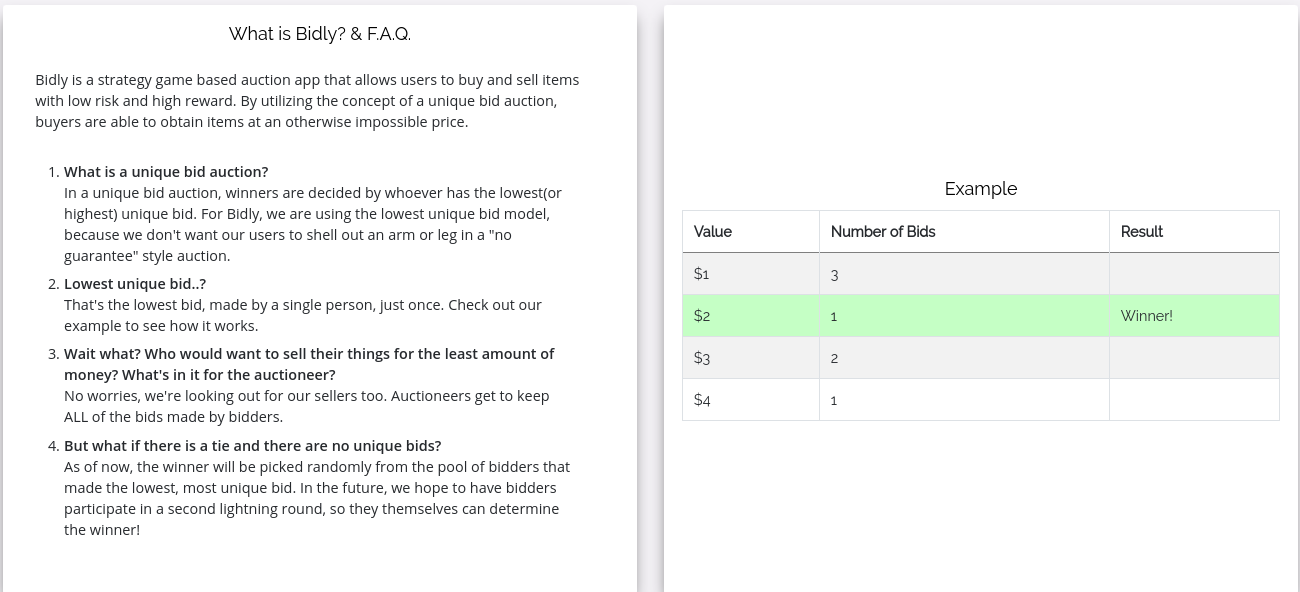 What is Bidly? & F.A.Q.
Bidly is a strategy game based auction app that allows users to buy and sell items
with low risk and high reward. By utilizing the concept of a unique bid auction,
buyers are able to obtain items at an otherwise impossible price.
1. What is a unique bid auction?
In a unique bid auction, winners are decided by whoever has the lowest(or
highest) unique bid. For Bidly, we are using the lowest unique bid model,
because we don't want our users to shell out an arm or leg in a "no
guarantee" style auction.
2. Lowest unique bid..?
That's the lowest bid, made by a single person, just once. Check out our
example to see how it works.
3. Wait what? Who would want to sell their things for the least amount of
money? What's in it for the auctioneer?
No worries, we're looking out for our sellers too. Auctioneers get to keep
ALL of the bids made by bidders.
4. But what if there is a tie and there are no unique bids?
As of now, the winner will be picked randomly from the pool of bidders that
made the lowest, most unique bid. In the future, we hope to have bidders
participate in a second lightning round, so they themselves can determine
the winner!
Example
Value Number of Bids Result
$1 3
$2 1 Winner!
$3 2
$4 1